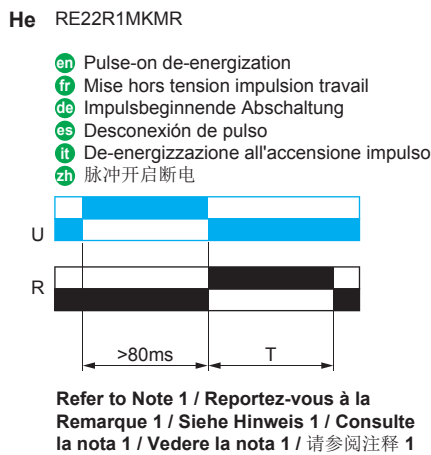 He RE22R1MKMR
en Pulse-on de-energization
fr Mise hors tension impulsion travail
de Impulsbeginnende Abschaltung
es Desconexión de pulso
it De-energizzazione all'accensione impulso
zh 脉冲开启断电
U
R
>80ms T
Refer to Note 1 / Reportez-vous à la
Remarque 1 / Siehe Hinweis 1 / Consulte
la nota 1 / Vedere la nota 1 / 请参阅注释 1